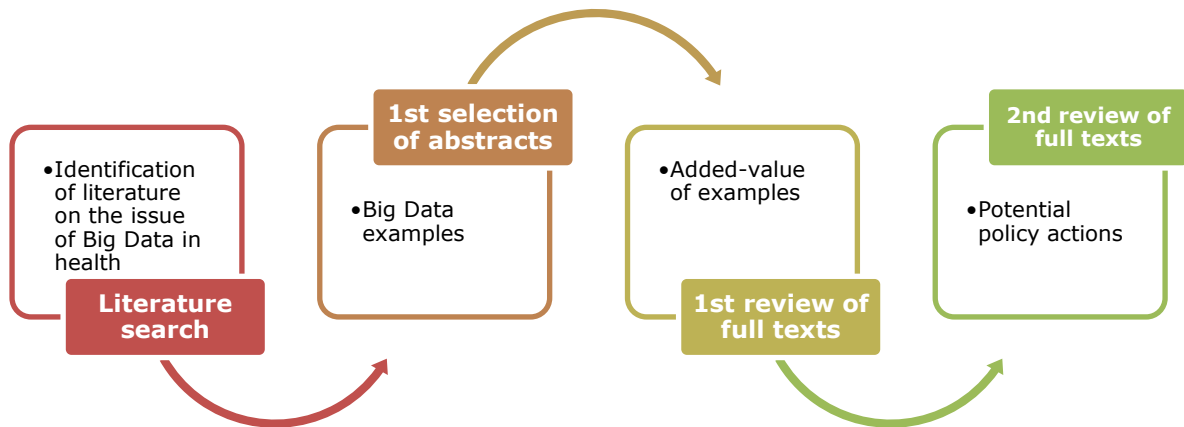 •Identification
of literature
on the issue
of Big Data in
health
Literature
search
1st selection
of abstracts
•Big Data
examples
•Added-value
of examples
1st review of
full texts
2nd review of
full texts
•Potential
policy actions